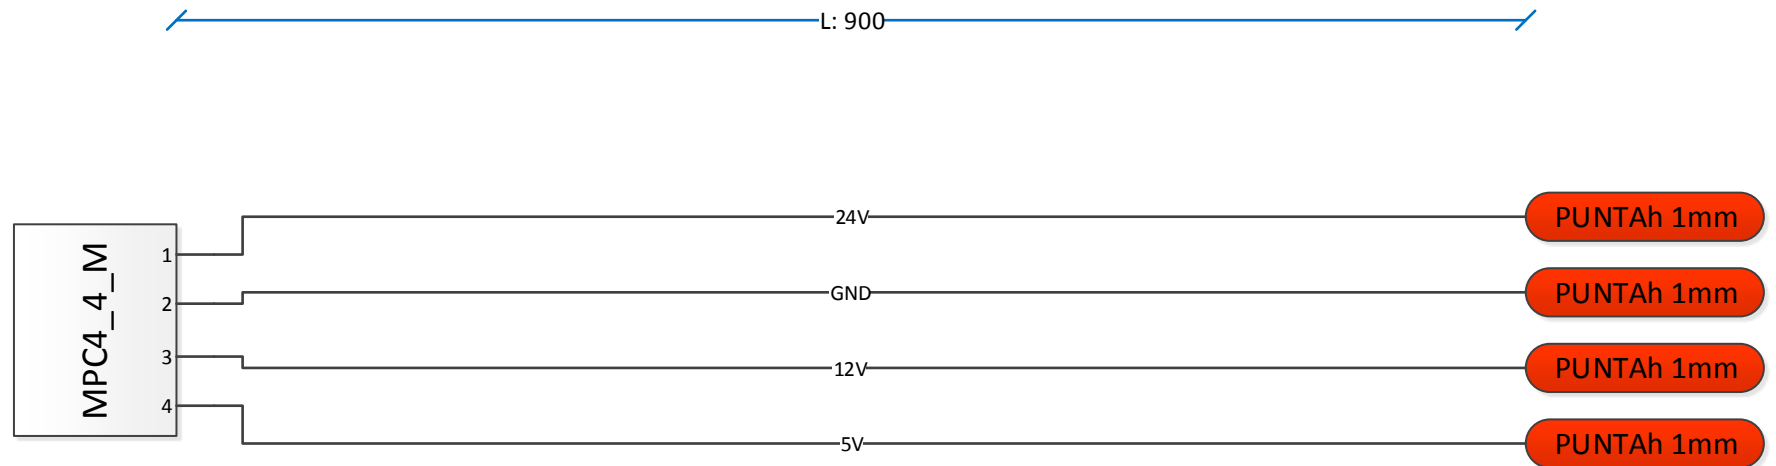 L: 900
MPC4_4_M
1
24V
PUNTAh 1mm
2
GND
PUNTAh 1mm
3
12V
PUNTAh 1mm
4
5V
PUNTAh 1mm